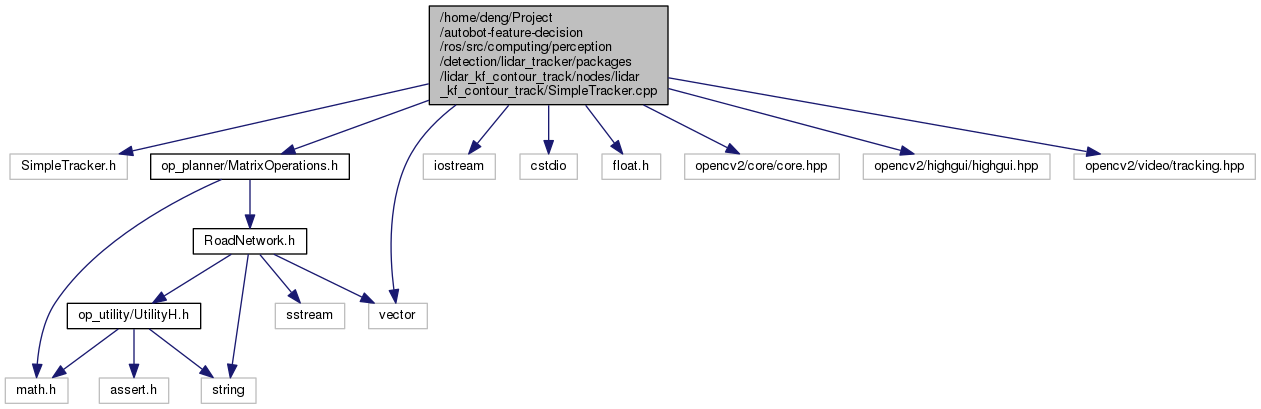 /home/deng/Project
/autobot-feature-decision
/ros/src/computing/perception
/detection/lidar_tracker/packages
/lidar_kf_contour_track/nodes/lidar
_kf_contour_track/SimpleTracker.cpp
SimpleTracker.h
op_planner/MatrixOperations.h
iostream
cstdio
float.h
opencv2/core/core.hpp
opencv2/highgui/highgui.hpp
opencv2/video/tracking.hpp
RoadNetwork.h
op_utility/UtilityH.h
sstream
vector
math.h
assert.h
string